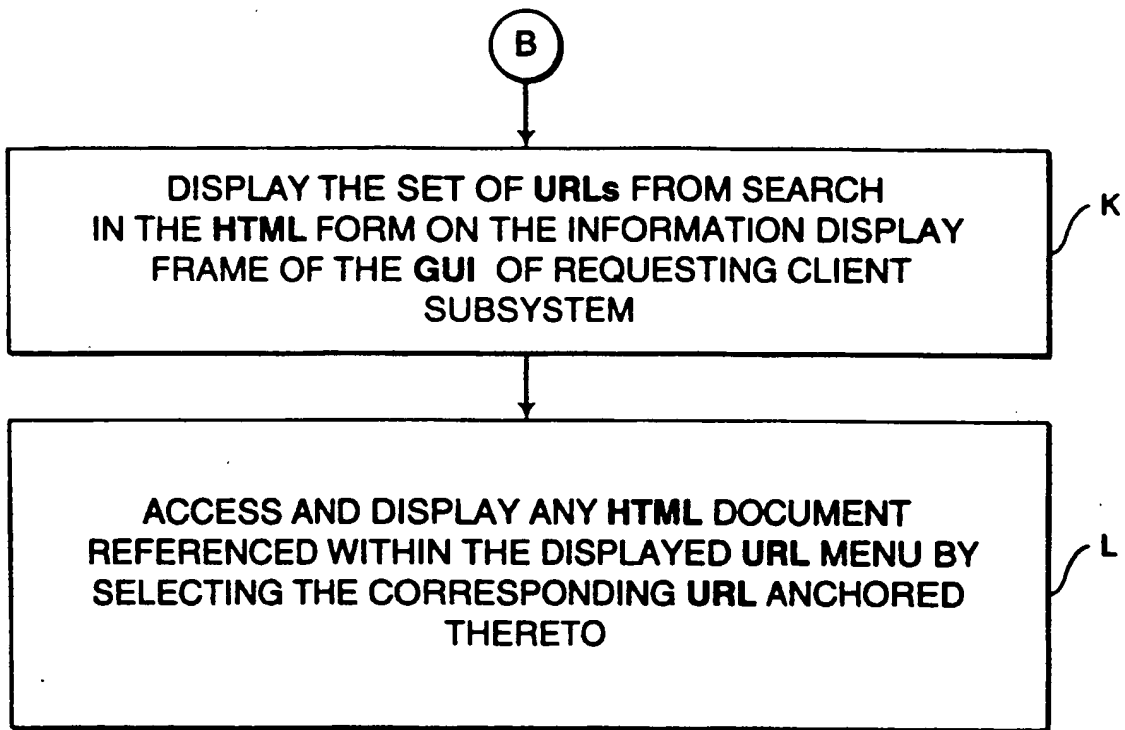 B
DISPLAY THE SET OF URLs FROM SEARCH
IN THE HTML FORM ON THE INFORMATION DISPLAY
FRAME OF THE GUI OF REQUESTING CLIENT
SUBSYSTEM
K
ACCESS AND DISPLAY ANY HTML DOCUMENT
REFERENCED WITHIN THE DISPLAYED URL MENU BY
SELECTING THE CORRESPONDING URL ANCHORED
THERETO
L